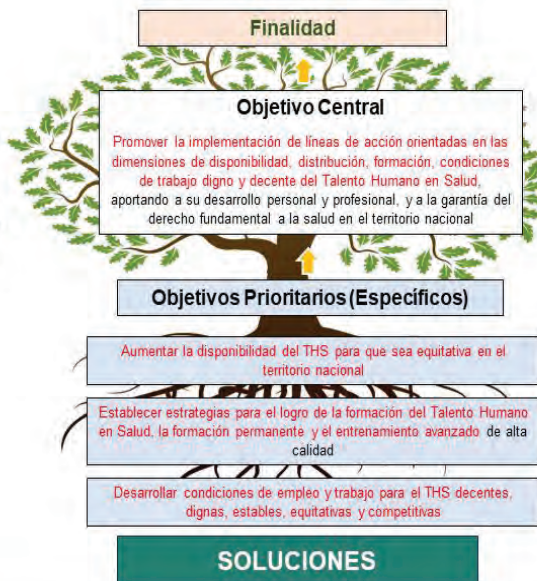 Finalidad
Objetivo Central
Promover la implementación de líneas de acción orientadas en las
dimensiones de disponibilidad, distribución, formación, condiciones
de trabajo digno y decente del Talento Humano en Salud,
aportando a su desarrollo personal y profesional, y a la garantía del
derecho fundamental a la salud en el territorio nacional
Objetivos Prioritarios (Específicos)
Aumentar la disponibilidad del THS para que sea equitativa en el
territorio nacional
Establecer estrategias para el logro de la formación del Talento Humano
en Salud, la formación permanente y el entrenamiento avanzado de alta
calidad
Desarrollar condiciones de empleo y trabajo para el THS decentes,
dignas, estables, equitativas y competitivas
SOLUCIONES